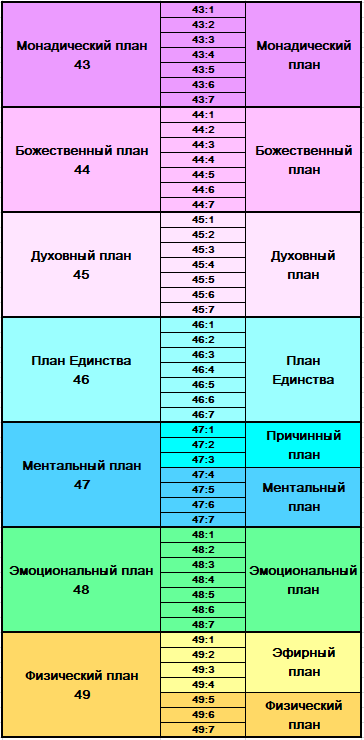 Монадический план
43
43:1
43:2
43:3
43:4
43:5
43:6
43:7
Монадический
план
Божественный план
44
44:1
44:2
44:3
44:4
44:5
44:6
44:7
Божественный
план
Духовный план
45
45:1
45:2
45:3
45:4
45:5
45:6
45:7
Духовный
план
План Единства
46
46:1
46:2
46:3
46:4
46:5
46:6
46:7
План
Единства
Ментальный план
47
47:1
47:2
47:3
47:4
47:5
47:6
47:7
Причинный
план
Ментальный
план
Эмоциональный план
48
48:1
48:2
48:3
48:4
48:5
48:6
48:7
Эмоциональный
план
Физический план
49
49:1
49:2
49:3
49:4
49:5
49:6
49:7
Эфирный
план
Физический
план